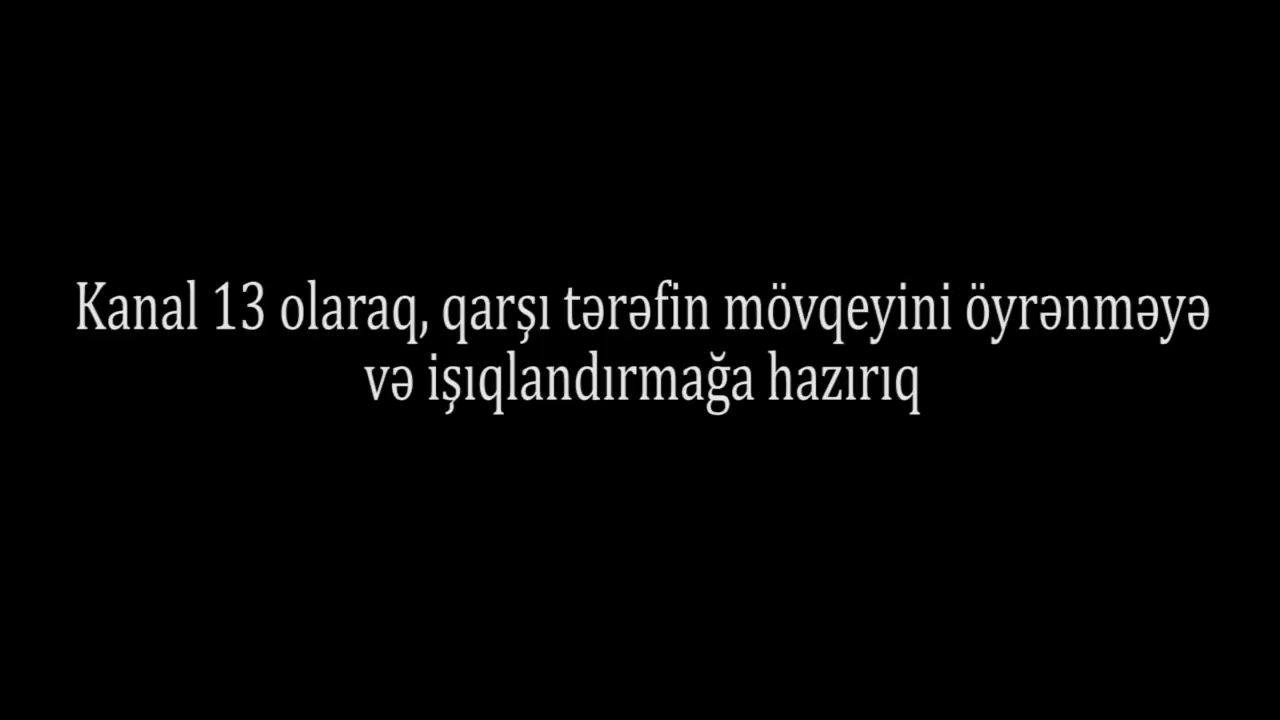 Kanal 13 olaraq, qarşı tərəfin mövqeyini öyrənməyə
və işıqlandırmağa hazırıq